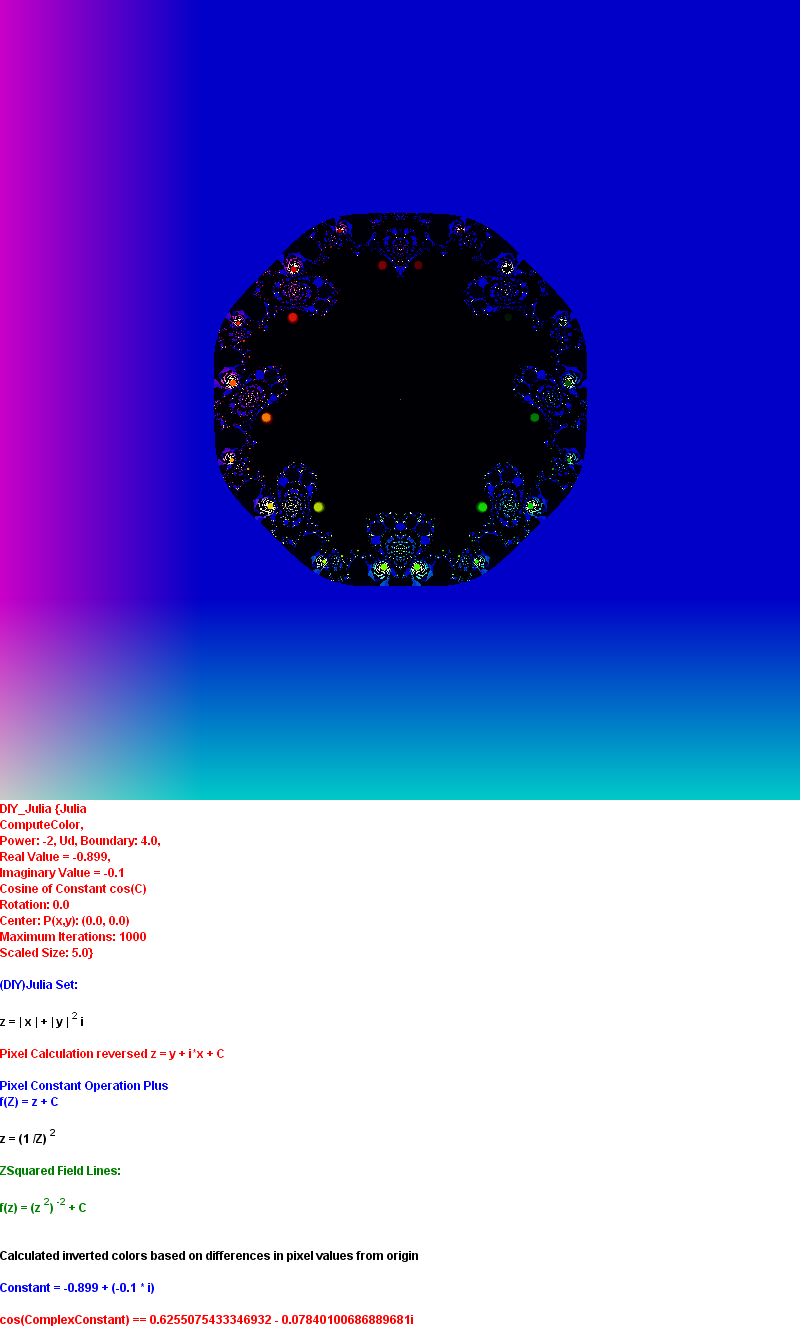 DIY_Julia {Julia
ComputeColor,
Power: -2, Ud, Boundary: 4.0,
Real Value = -0.899,
Imaginary Value = -0.1
Cosine of Constant cos(C)
Rotation: 0.0
Center: P(x,y): (0.0, 0.0)
Maximum Iterations: 1000
Scaled Size: 5.0}
(DIY)Julia Set:
z = | x | + | y | ² i
Pixel Calculation reversed z = y + i*x + C
Pixel Constant Operation Plus
f(Z) = z + C
z = (1 /Z) ²
ZSquared Field Lines:
f(z) = (z ²) ⁻² + C
Calculated inverted colors based on differences in pixel values from origin
Constant = -0.899 + (-0.1 * i)
cos(ComplexConstant) == 0.6255075433346932 - 0.07840100686889681i